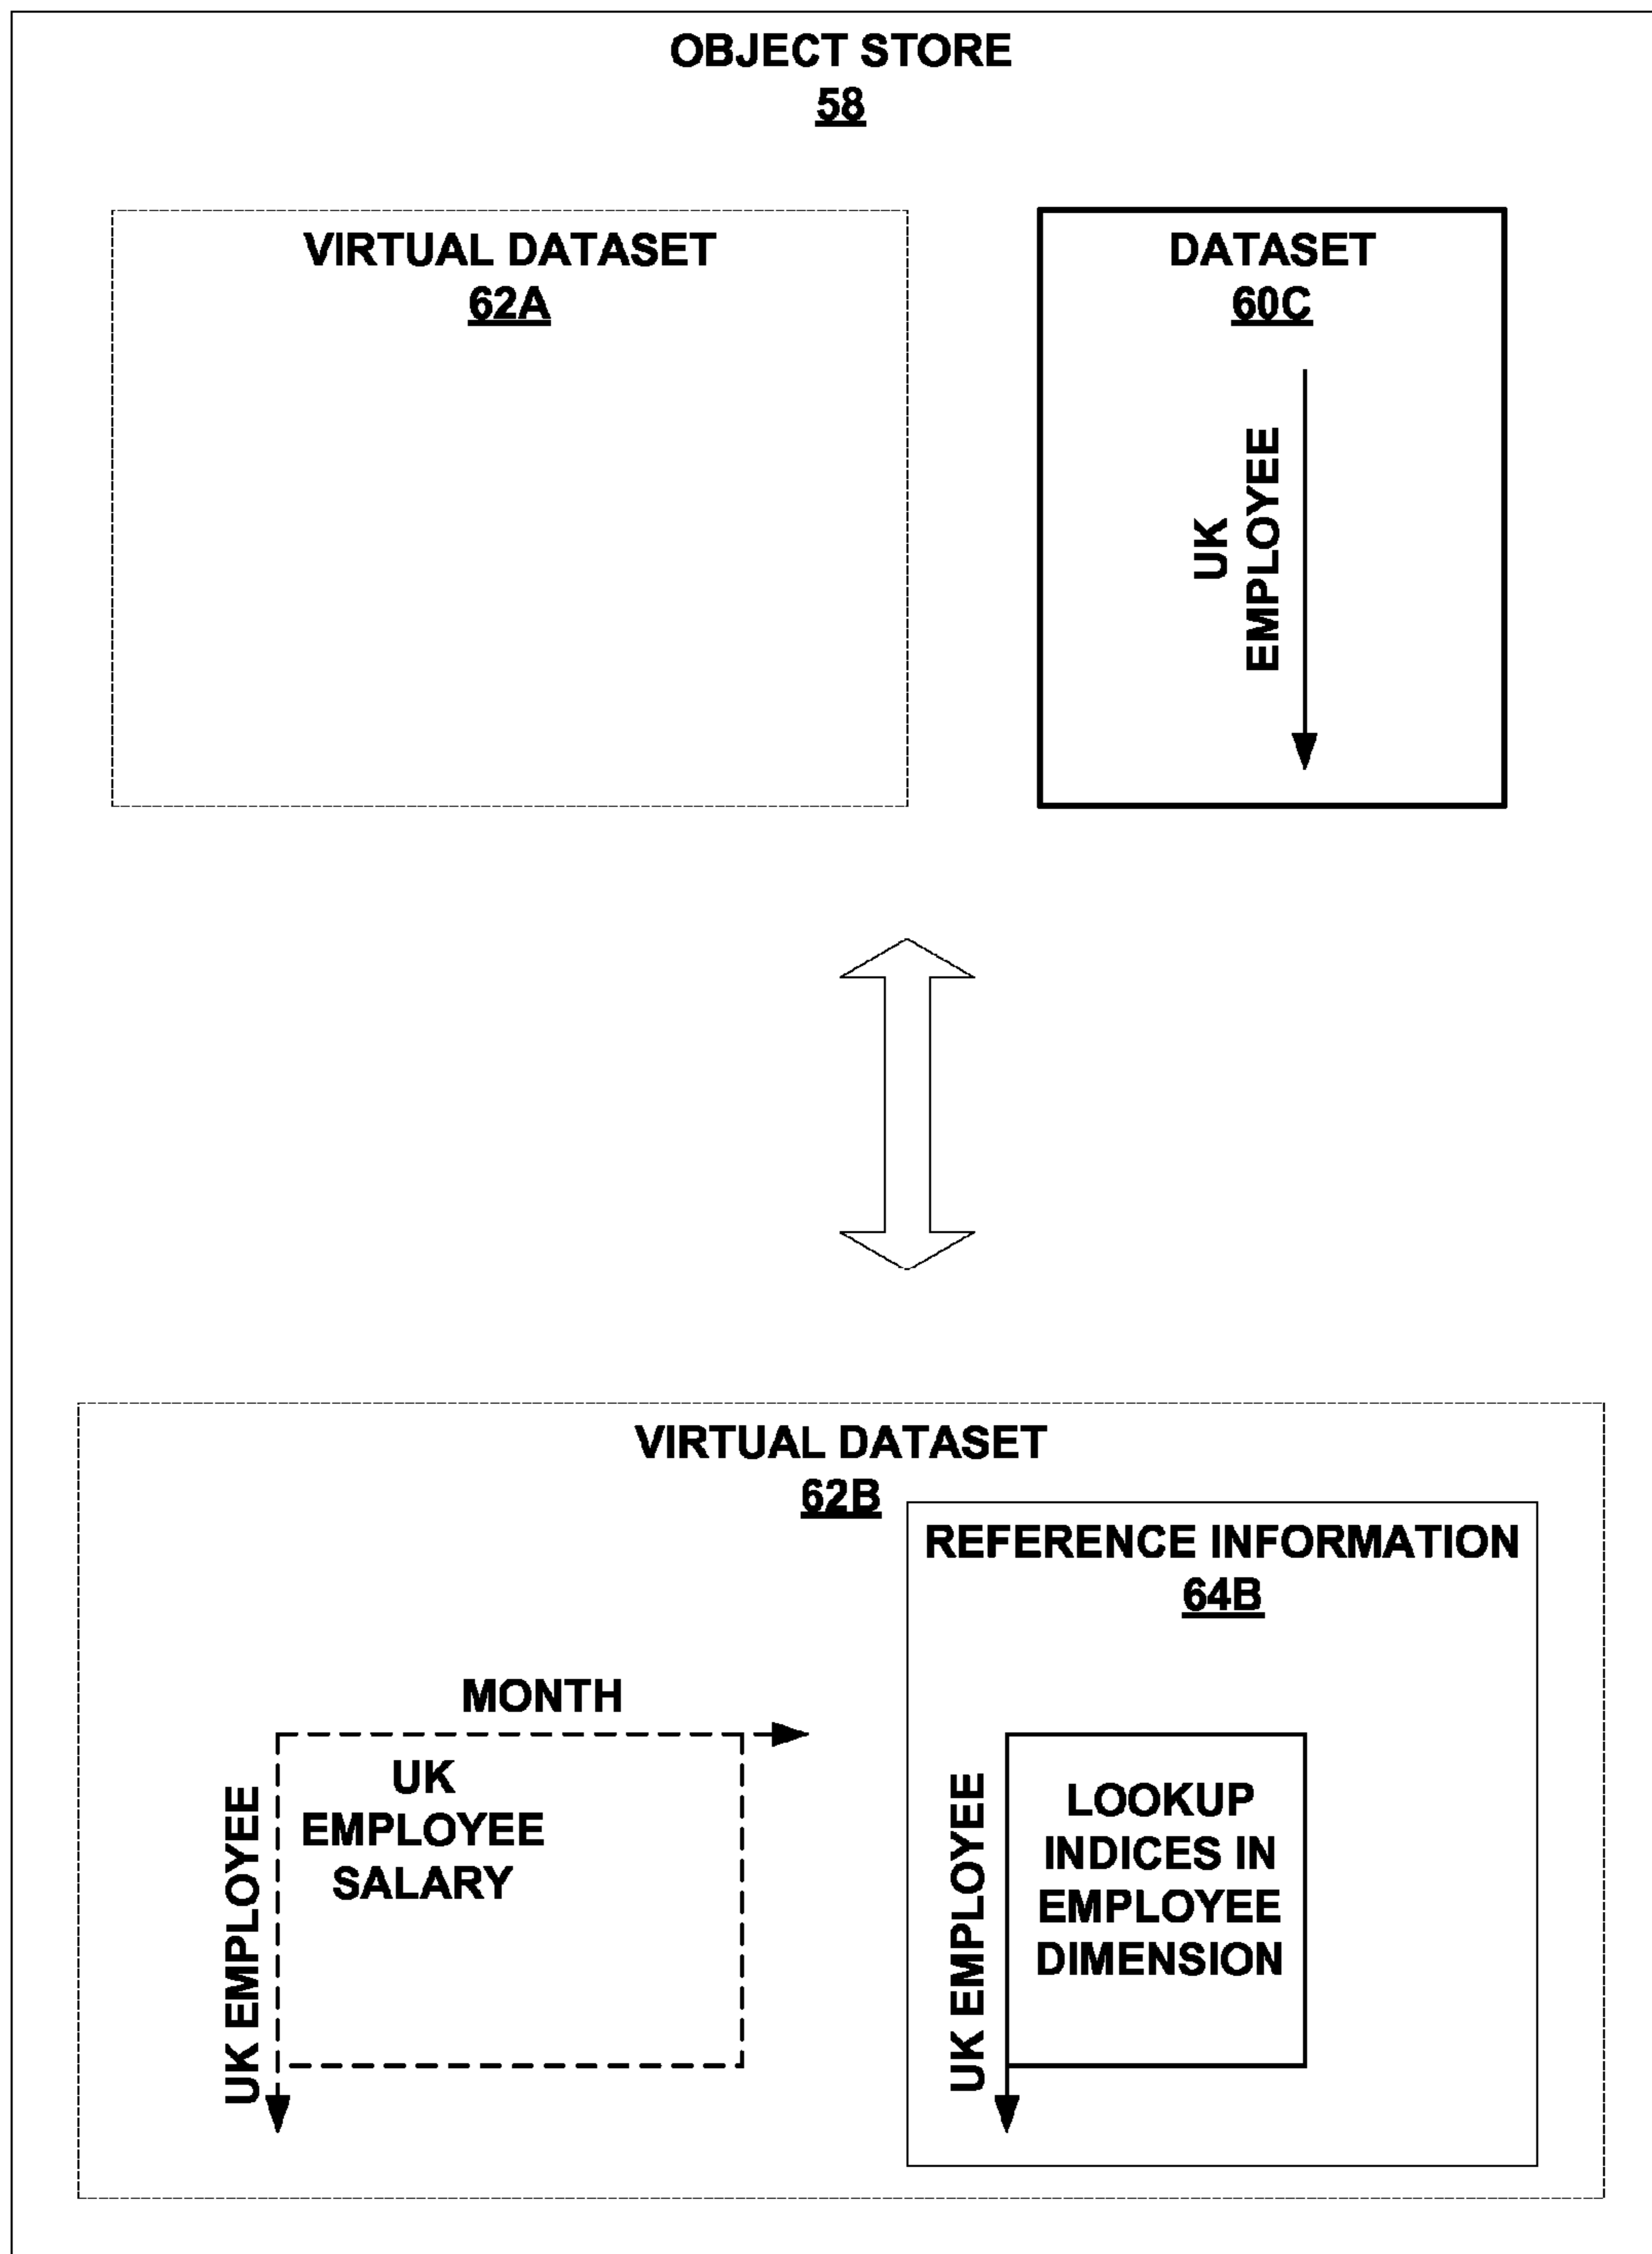 OBJECT STORE
58
VIRTUAL DATASET
62A
DATASET
60C
UK
EMPLOYEE
VIRTUAL DATASET
62B
REFERENCE INFORMATION
64B
MONTH
UK EMPLOYEE
UK
EMPLOYEE
SALARY
UK EMPLOYEE
LOOKUP
INDICES IN
EMPLOYEE
DIMENSION